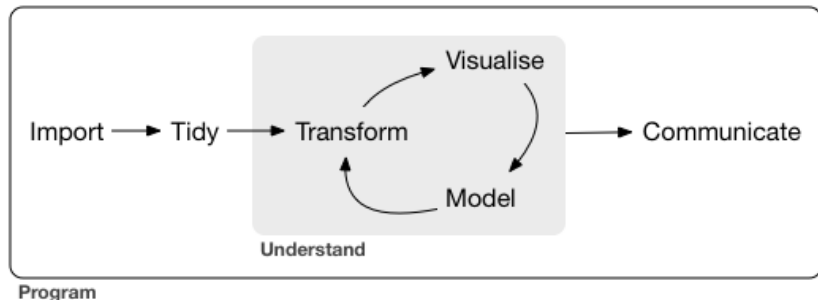 Import
Tidy
Transform
Visualise
Model
Communicate
Understand
Program